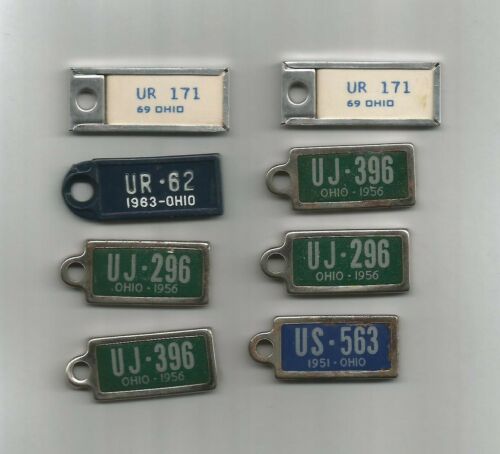 UR 171
69 OHIO
UR 171
69 OHIO
UR·62
1963-OHIO
UJ·396
OHIO-1956
UJ·296
OHIO-1956
UJ·296
OHIO-1956
UJ·396
OHIO-1956
US·563
1951-OHIO